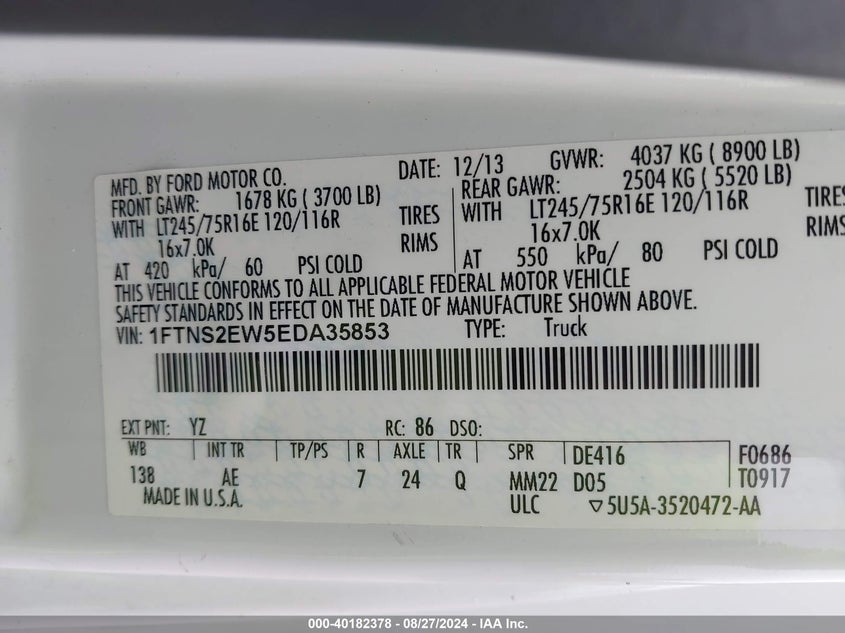 MFD. BY FORD MOTOR CO. DATE: 12/13 GVWR: 4037 KG ( 8900 LB)
FRONT GAWR: 1678 KG ( 3700 LB) REAR GAWR: 2504 KG ( 5520 LB)
WITH LT245/75R16E 120/116R TIRES WITH LT245/75R16E 120/116R TIRES
16x7.0K RIMS 16x7.0K RIMS
AT 420 kPa/ 60 PSI COLD AT 550 kPa/ 80 PSI COLD
THIS VEHICLE CONFORMS TO ALL APPLICABLE FEDERAL MOTOR VEHICLE
SAFETY STANDARDS IN EFFECT ON THE DATE OF MANUFACTURE SHOWN ABOVE.
VIN: 1FTNS2EW5EDA35853 TYPE: Truck
EXT PNT: YZ RC: 86 DSO:
WB INT TR TP/PS R AXLE TR SPR DE416 F0686
138 AE 7 24 Q MM22 D05 T0917
MADE IN U.S.A. ULC ▽5U5A-3520472-AA
000-40182378 - 08/27/2024 - IAA Inc.